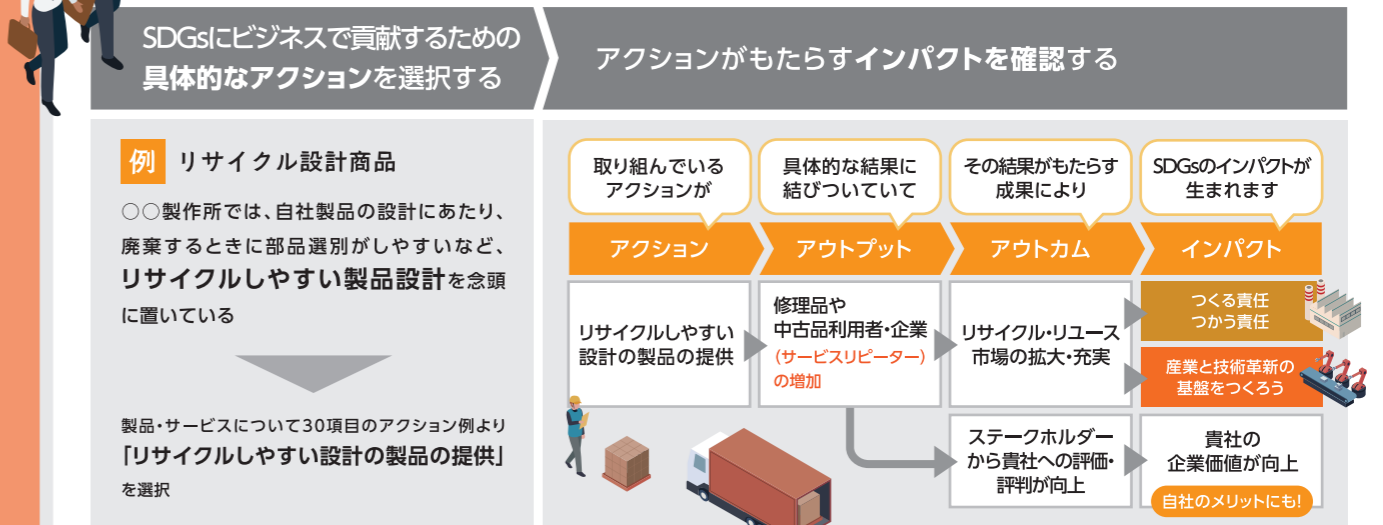 SDGsにビジネスで貢献するための
具体的なアクションを選択する
アクションがもたらすインパクトを確認する
例 リサイクル設計商品
○○製作所では、自社製品の設計にあたり、
廃棄するときに部品選別がしやすいなど、
リサイクルしやすい製品設計を念頭
に置いている
製品・サービスについて30項目のアクション例より
「リサイクルしやすい設計の製品の提供」
を選択
取り組んでいる
アクションが
具体的な結果に
結びついていて
その結果がもたらす
成果により
SDGsのインパクトが
生まれます
アクション
アウトプット
アウトカム
インパクト
リサイクルしやすい
設計の製品の提供
修理品や
中古品利用者・企業
（サービスリピーター）
の増加
リサイクル・リユース
市場の拡大・充実
つくる責任
つかう責任
産業と技術革新の
基盤をつくろう
ステークホルダー
から貴社への評価・
評判が向上
貴社の
企業価値が向上
自社のメリットにも!